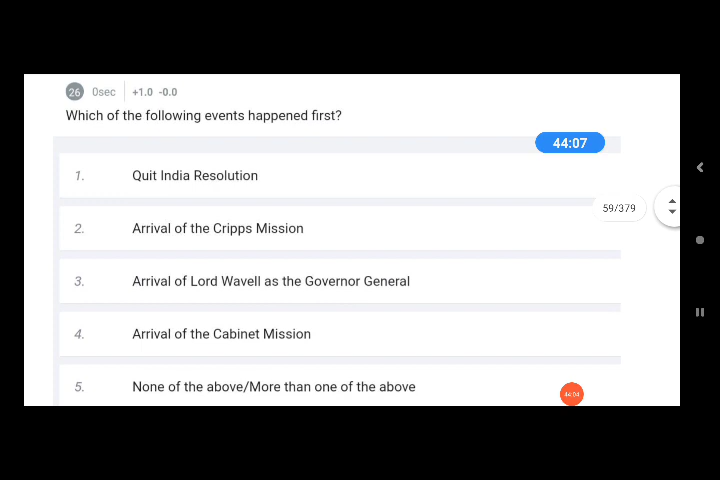 26 0sec +1.0 -0.0
Which of the following events happened first?
44:07
1. Quit India Resolution
59/379
2. Arrival of the Cripps Mission
3. Arrival of Lord Wavell as the Governor General
4. Arrival of the Cabinet Mission
5. None of the above/More than one of the above
44:04